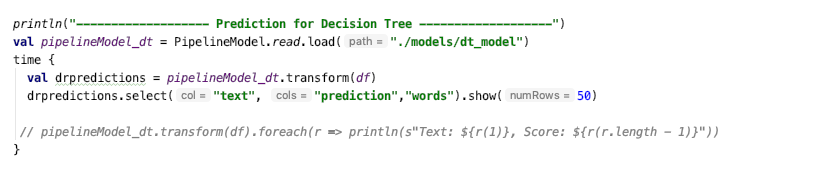 println("------------------- Prediction for Decision Tree -------------------")
val pipelineModel_dt = PipelineModel.read.load( path = "./models/dt_model")
time {
  val drpredictions = pipelineModel_dt.transform(df)
  drpredictions.select( col = "text", cols = "prediction","words").show( numRows = 50)
// pipelineModel_dt.transform(df).foreach(r => println(s"Text: ${r(1)}, Score: ${r(r.length - 1)}"))
}